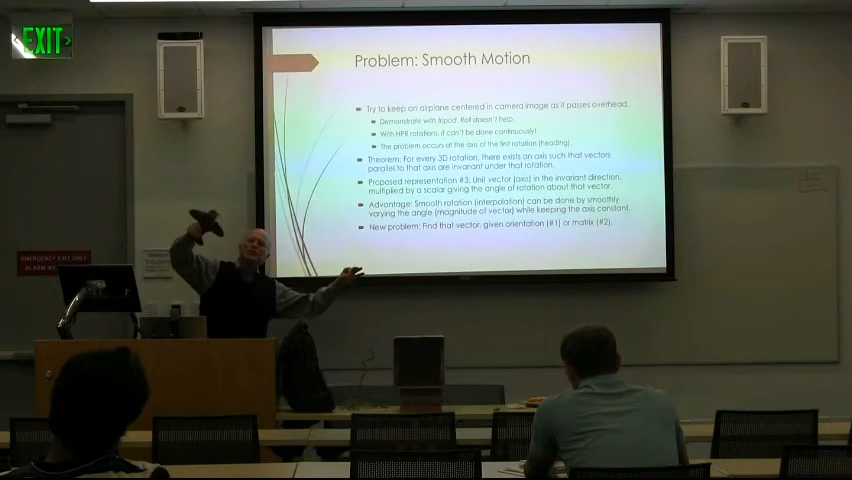 EXIT
Problem: Smooth Motion
Try to keep an airplane centered in camera image as it passes overhead.
Demonstrate with tripod. Roll doesn't help.
With HPR rotations, it can't be done continuously!
The problem occurs at the axis of the first rotation (heading).
Theorem: For every 3D rotation, there exists an axis such that vectors
parallel to that axis are invariant under that rotation.
Proposed representation #3: Unit vector (axis) in the invariant direction,
multiplied by a scalar giving the angle of rotation about that vector.
Advantage: Smooth rotation (interpolation) can be done by smoothly
varying the angle (magnitude of vector) while keeping the axis constant.
New problem: Find that vector, given orientation (#1) or matrix (#2).
EMERGENCY EXIT ONLY
ALARM